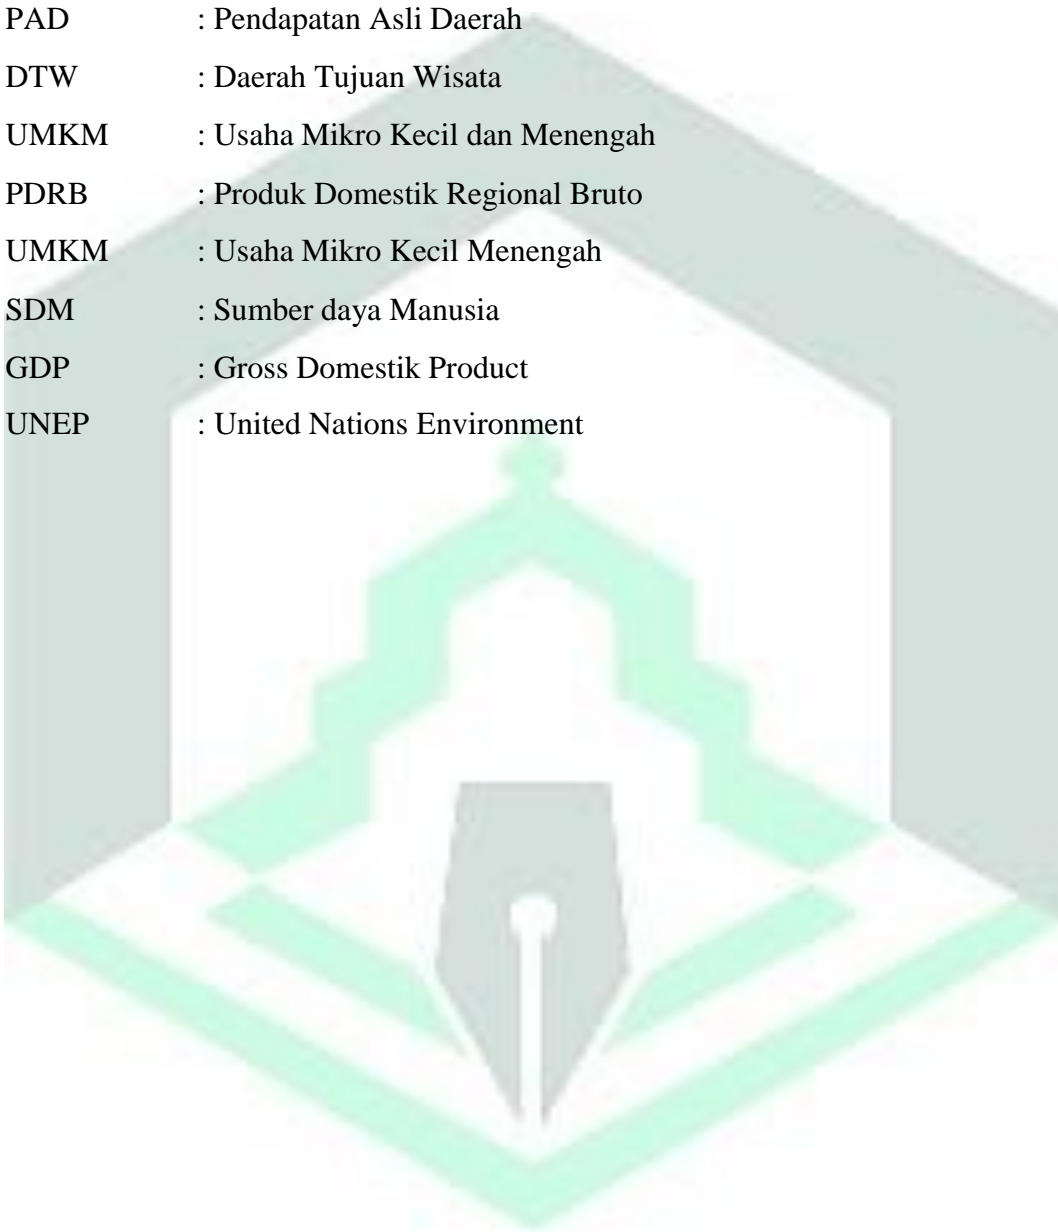 PAD : Pendapatan Asli Daerah
DTW : Daerah Tujuan Wisata
UMKM : Usaha Mikro Kecil dan Menengah
PDRB : Produk Domestik Regional Bruto
UMKM : Usaha Mikro Kecil Menengah
SDM : Sumber daya Manusia
GDP : Gross Domestik Product
UNEP : United Nations Environment